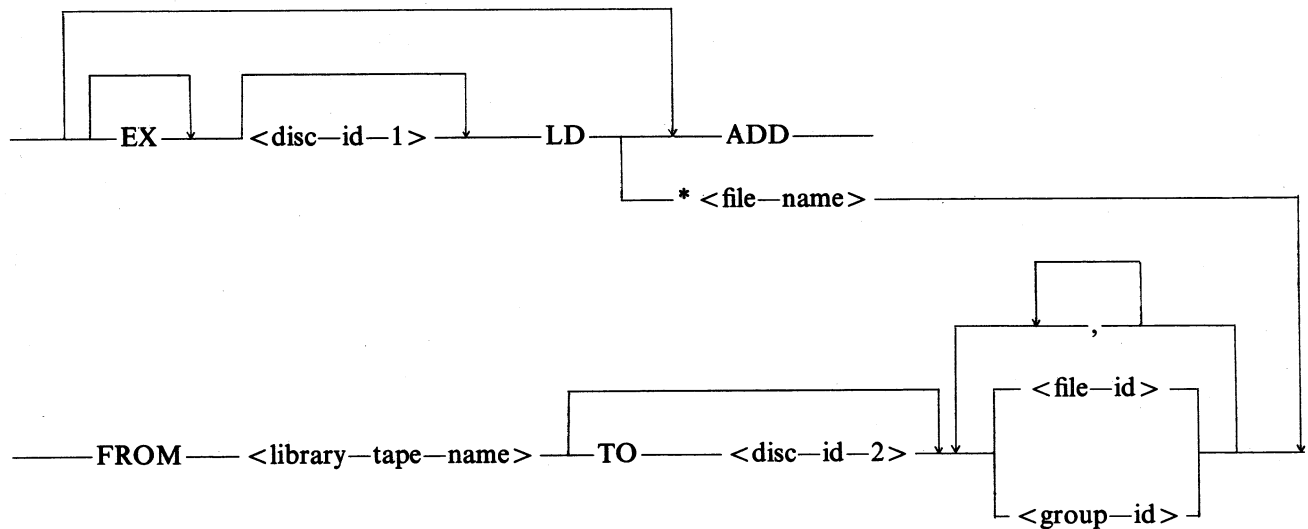 EX <disc-id-1> LD ADD
* <file-name>
,
<file-id>
FROM <library-tape-name> TO <disc-id-2>
<group-id>